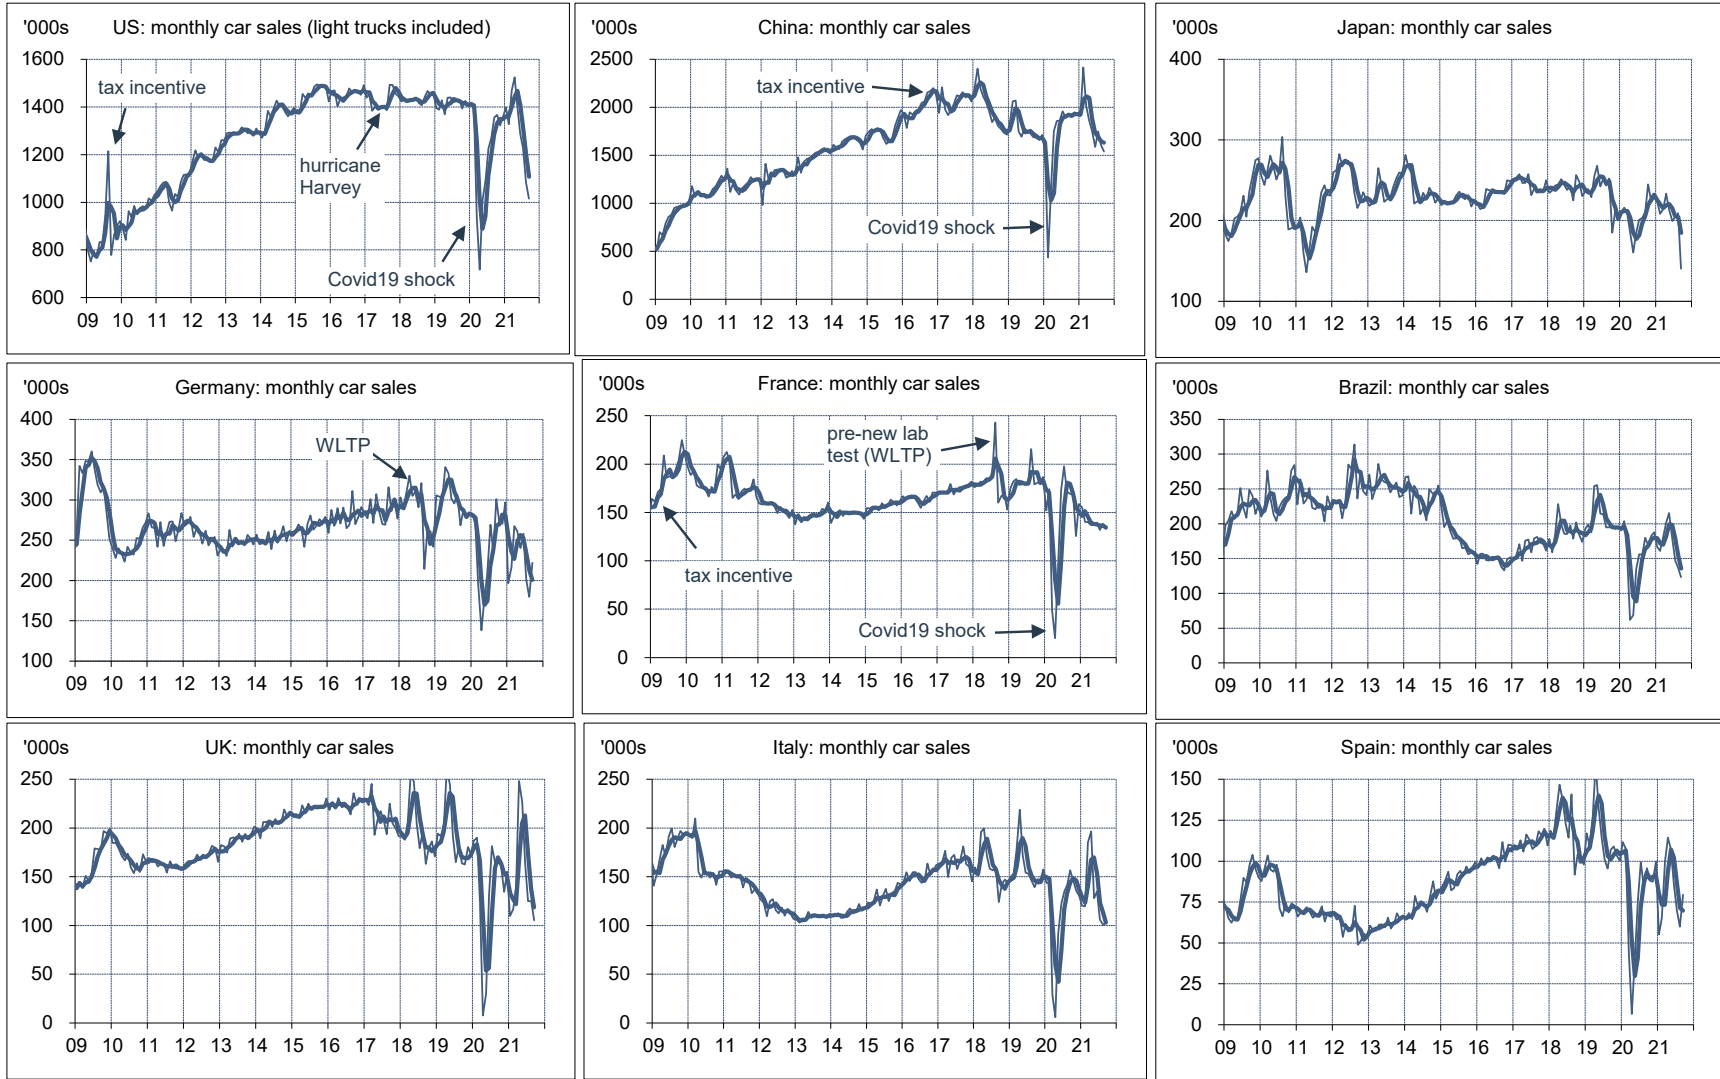 '000s US: monthly car sales (light trucks included)
1600
1400
1200
1000
800
600
tax incentive
hurricane
Harvey
Covid19 shock
09 10 11 12 13 14 15 16 17 18 19 20 21
'000s China: monthly car sales
2500
2000
1500
1000
500
0
tax incentive
Covid19 shock
09 10 11 12 13 14 15 16 17 18 19 20 21
'000s Japan: monthly car sales
400
300
200
100
09 10 11 12 13 14 15 16 17 18 19 20 21
'000s Germany: monthly car sales
400
350
300
250
200
150
100
WLTP
09 10 11 12 13 14 15 16 17 18 19 20 21
'000s France: monthly car sales
250
200
150
100
50
0
pre-new lab
test (WLTP)
tax incentive
Covid19 shock
09 10 11 12 13 14 15 16 17 18 19 20 21
'000s Brazil: monthly car sales
350
300
250
200
150
100
50
0
09 10 11 12 13 14 15 16 17 18 19 20 21
'000s UK: monthly car sales
250
200
150
100
50
0
09 10 11 12 13 14 15 16 17 18 19 20 21
'000s Italy: monthly car sales
250
200
150
100
50
0
09 10 11 12 13 14 15 16 17 18 19 20 21
'000s Spain: monthly car sales
150
125
100
75
50
25
0
09 10 11 12 13 14 15 16 17 18 19 20 21